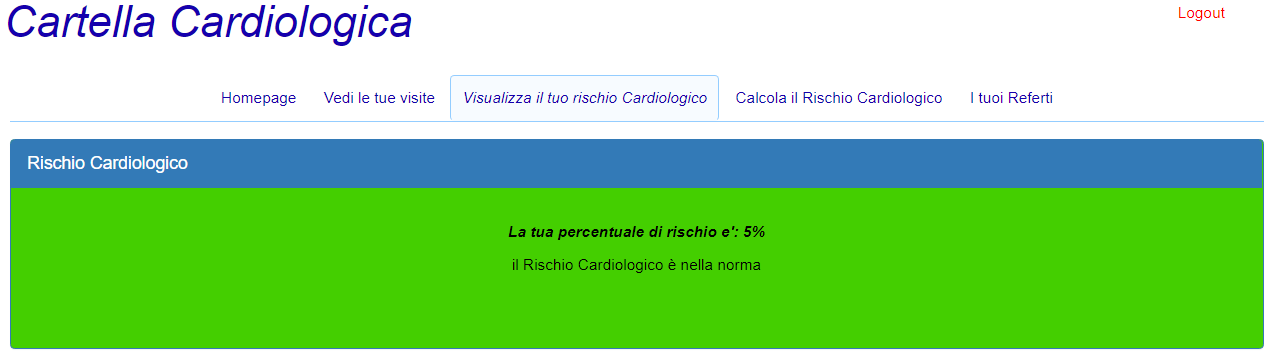 Cartella Cardiologica
Logout
Homepage Vedi le tue visite Visualizza il tuo rischio Cardiologico Calcola il Rischio Cardiologico I tuoi Referti
Rischio Cardiologico
La tua percentuale di rischio e': 5%
il Rischio Cardiologico è nella norma